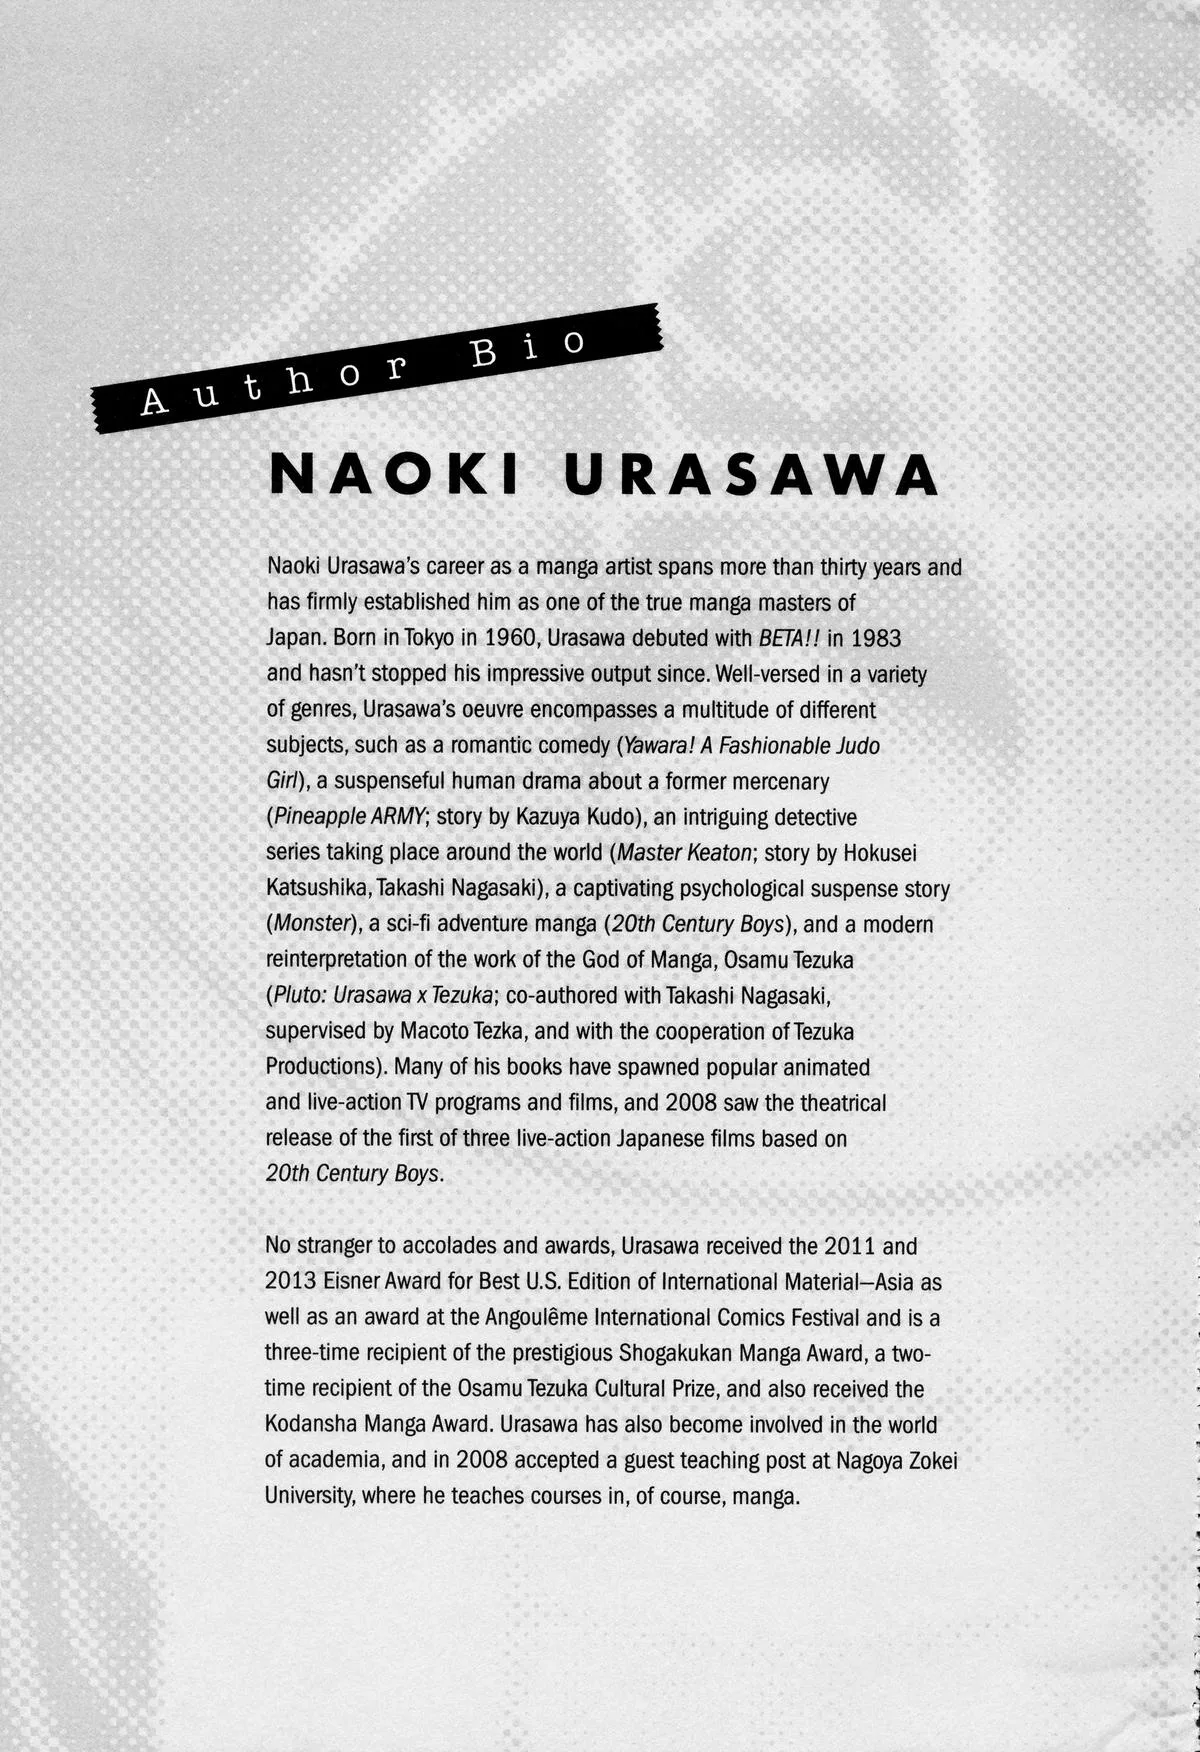 Author Bio
NAOKI URASAWA
Naoki Urasawa's career as a manga artist spans more than thirty years and
has firmly established him as one of the true manga masters of
Japan. Born in Tokyo in 1960, Urasawa debuted with BETA!! in 1983
and hasn't stopped his impressive output since. Well-versed in a variety
of genres, Urasawa's oeuvre encompasses a multitude of different
subjects, such as a romantic comedy (Yawara! A Fashionable Judo
Girl), a suspenseful human drama about a former mercenary
(Pineapple ARMY; story by Kazuya Kudo), an intriguing detective
series taking place around the world (Master Keaton; story by Hokusei
Katsushika, Takashi Nagasaki), a captivating psychological suspense story
(Monster), a sci-fi adventure manga (20th Century Boys), and a modern
reinterpretation of the work of the God of Manga, Osamu Tezuka
(Pluto: Urasawa x Tezuka; co-authored with Takashi Nagasaki,
supervised by Macoto Tezka, and with the cooperation of Tezuka
Productions). Many of his books have spawned popular animated
and live-action TV programs and films, and 2008 saw the theatrical
release of the first of three live-action Japanese films based on
20th Century Boys.
No stranger to accolades and awards, Urasawa received the 2011 and
2013 Eisner Award for Best U.S. Edition of International Material—Asia as
well as an award at the Angoulême International Comics Festival and is a
three-time recipient of the prestigious Shogakukan Manga Award, a two-
time recipient of the Osamu Tezuka Cultural Prize, and also received the
Kodansha Manga Award. Urasawa has also become involved in the world
of academia, and in 2008 accepted a guest teaching post at Nagoya Zokei
University, where he teaches courses in, of course, manga.